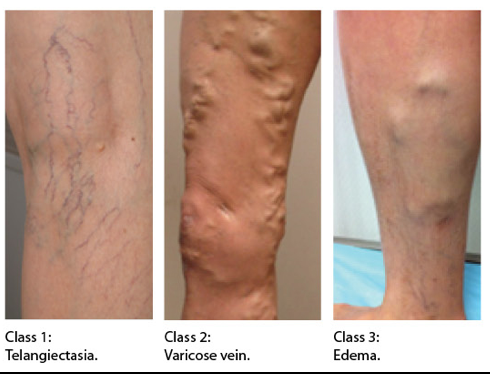 Class 1:
Telangiectasia.
Class 2:
Varicose vein.
Class 3:
Edema.